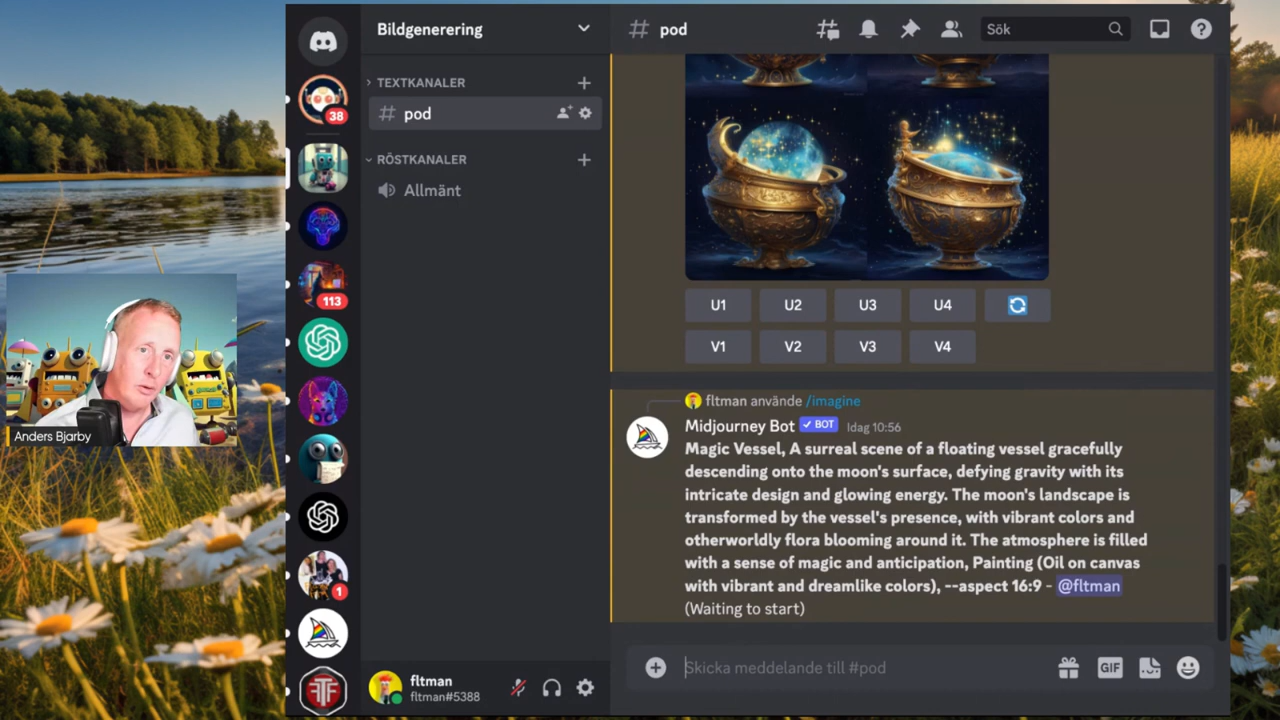 Bildgenerering
# pod
Sök
TEXTKANALER
# pod
RÖSTKANALER
Allmänt
38
113
1
U1 U2 U3 U4
V1 V2 V3 V4
fltman använde /imagine
Midjourney Bot ✓ BOT Idag 10:56
Magic Vessel, A surreal scene of a floating vessel gracefully
descending onto the moon's surface, defying gravity with its
intricate design and glowing energy. The moon's landscape is
transformed by the vessel's presence, with vibrant colors and
otherworldly flora blooming around it. The atmosphere is filled
with a sense of magic and anticipation, Painting (Oil on canvas
with vibrant and dreamlike colors), --aspect 16:9 - @fltman
(Waiting to start)
Skicka meddelande till #pod
GIF
fltman
fltman#5388
Anders Bjarby